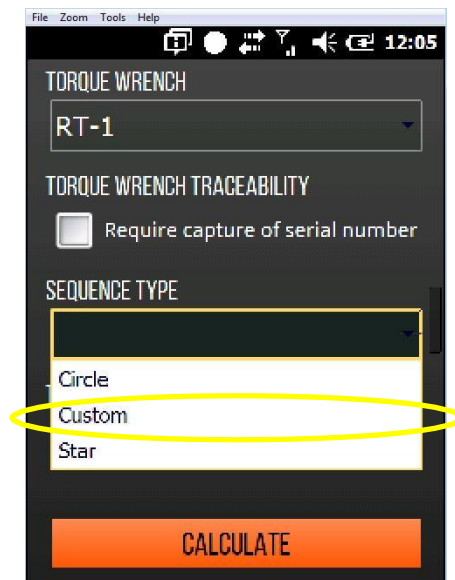 File Zoom Tools Help
12:05
TORQUE WRENCH
RT-1
TORQUE WRENCH TRACEABILITY
Require capture of serial number
SEQUENCE TYPE
Circle
Custom
Star
CALCULATE